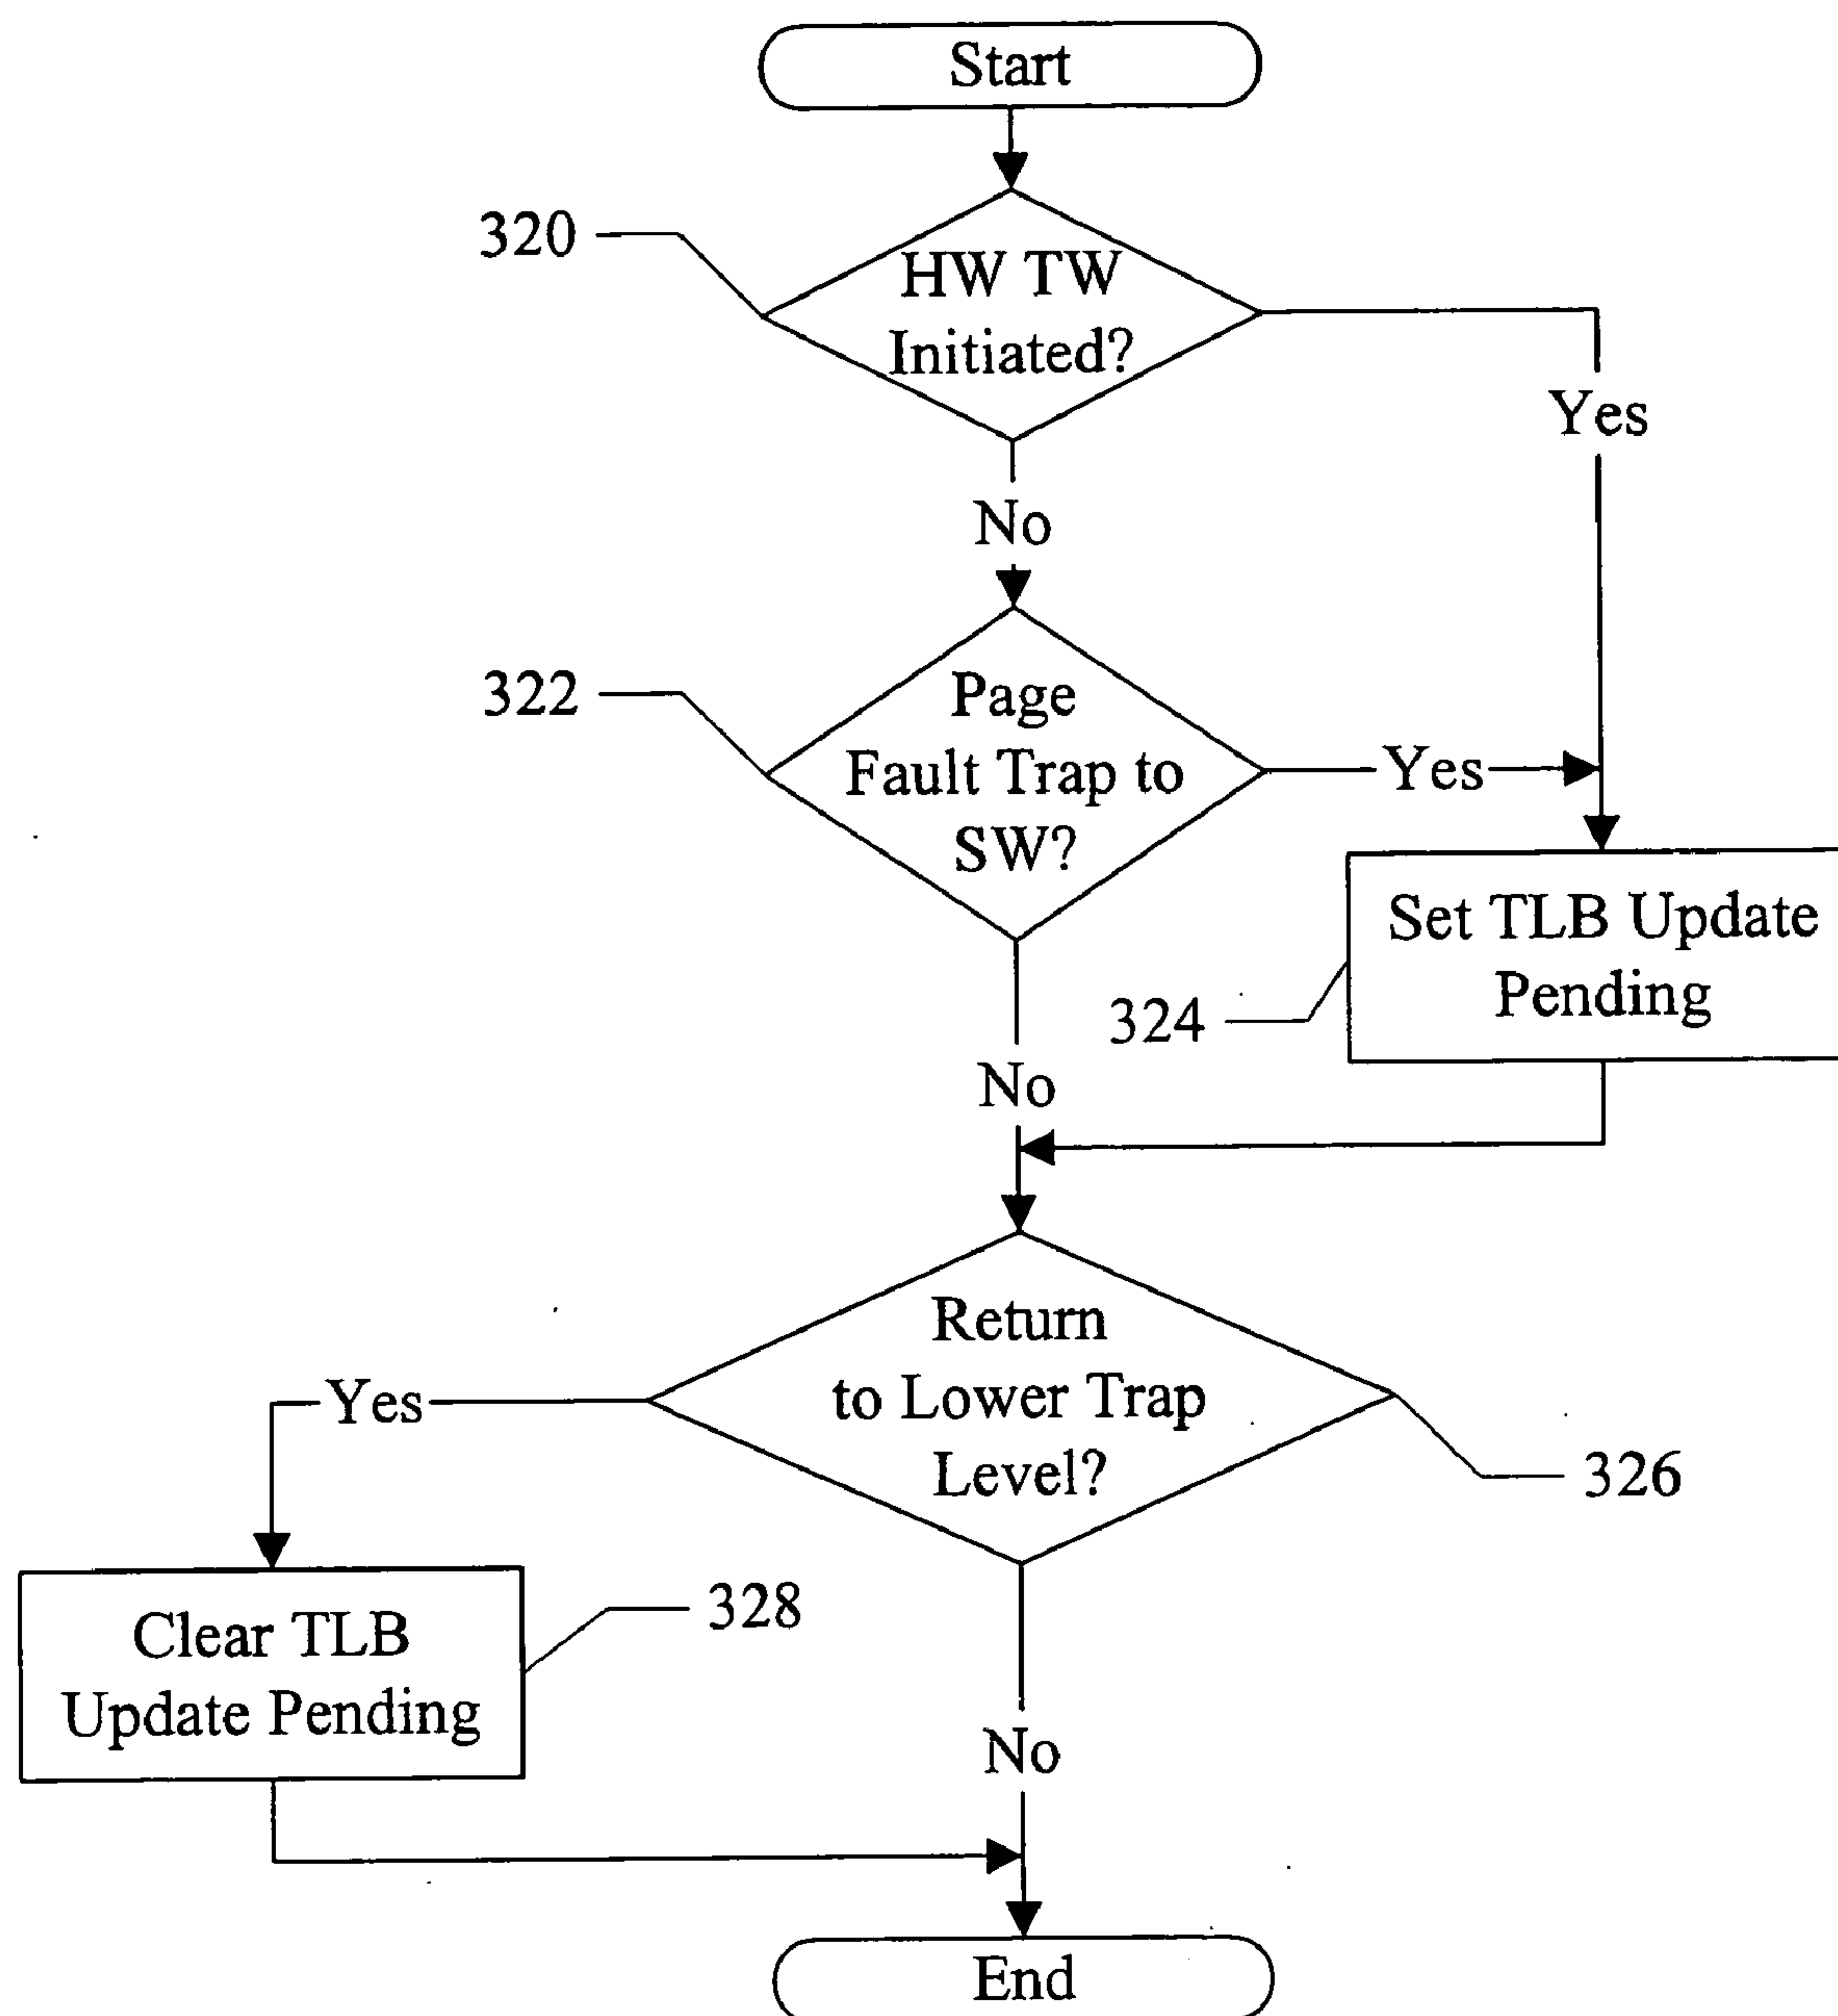 Start
320
HW TW
Initiated?
Yes
No
322
Page
Fault Trap to
SW?
Yes
Set TLB Update
Pending
324
No
Return
to Lower Trap
Level?
Yes
326
Clear TLB
Update Pending
328
No
End